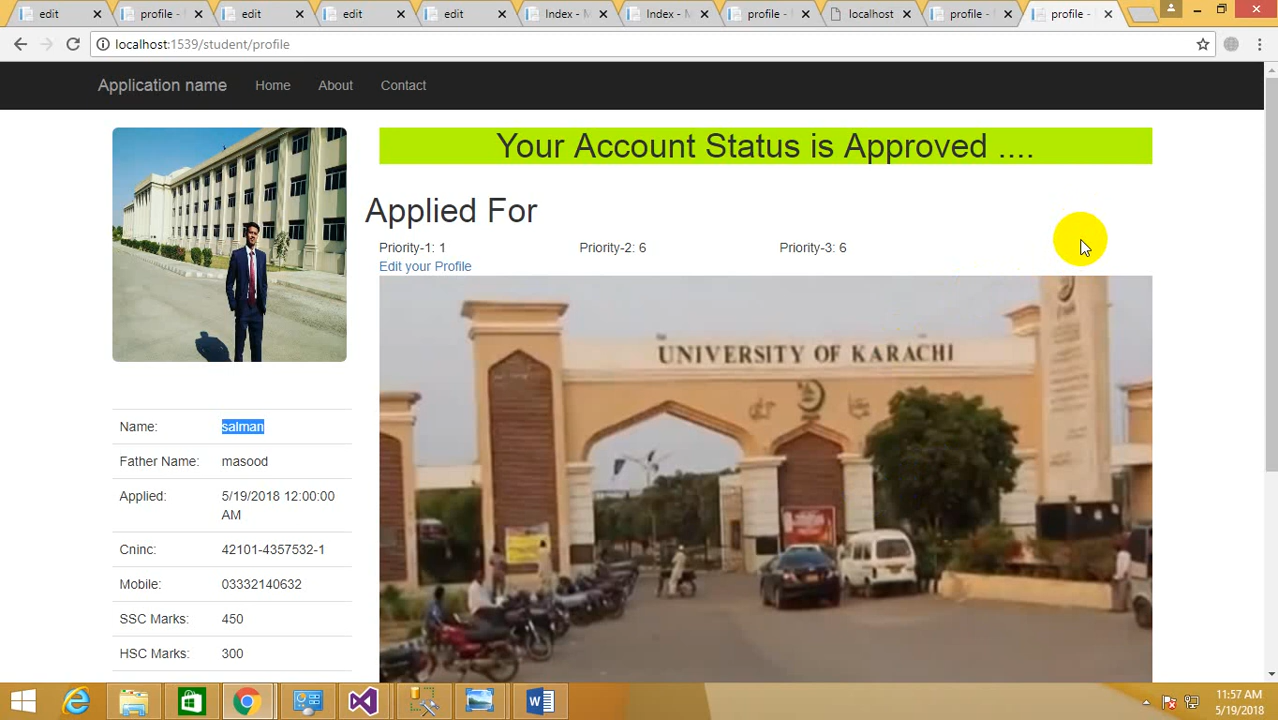 edit
profile -
edit
edit
edit
Index - M
Index - M
profile -
localhost
profile -
profile -
localhost:1539/student/profile
Application name Home About Contact
Your Account Status is Approved ....
Applied For
Priority-1: 1 Priority-2: 6 Priority-3: 6
Edit your Profile
UNIVERSITY OF KARACHI
Name: salman
Father Name: masood
Applied: 5/19/2018 12:00:00
AM
Cninc: 42101-4357532-1
Mobile: 03332140632
SSC Marks: 450
HSC Marks: 300
11:57 AM
5/19/2018